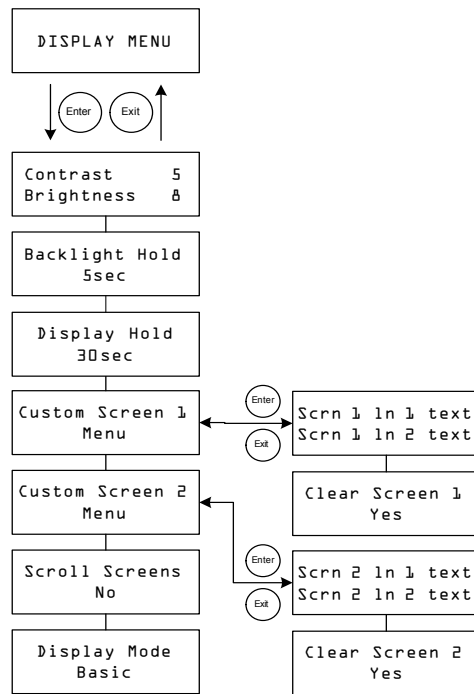 DISPLAY MENU
Enter
Exit
Contrast 5
Brightness 8
Backlight Hold
5sec
Display Hold
30sec
Custom Screen 1
Menu
Enter
Exit
Scrn 1 ln 1 text
Scrn 1 ln 2 text
Clear Screen 1
Yes
Custom Screen 2
Menu
Enter
Exit
Scrn 2 ln 1 text
Scrn 2 ln 2 text
Clear Screen 2
Yes
Scroll Screens
No
Display Mode
Basic